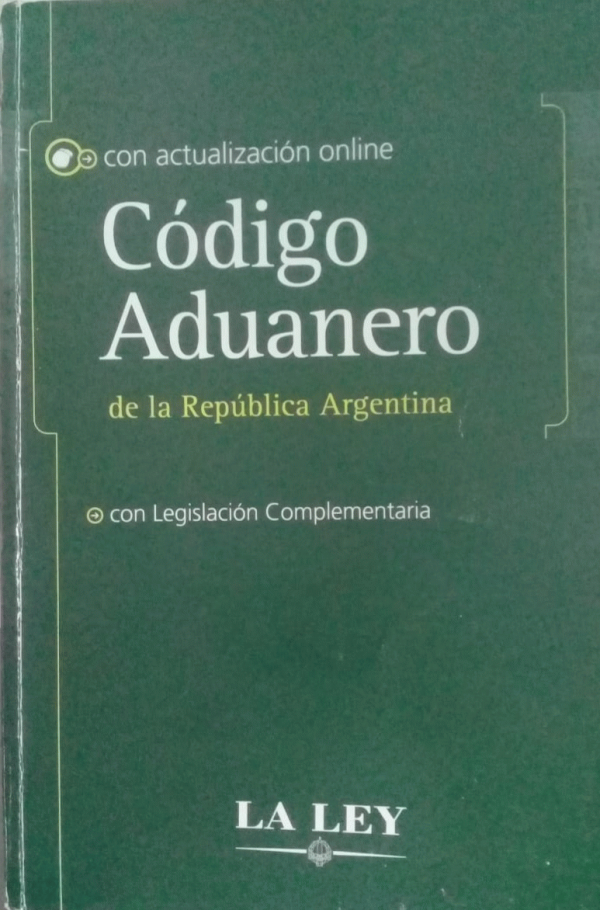 con actualización online
Código
Aduanero
de la República Argentina
con Legislación Complementaria
LA LEY